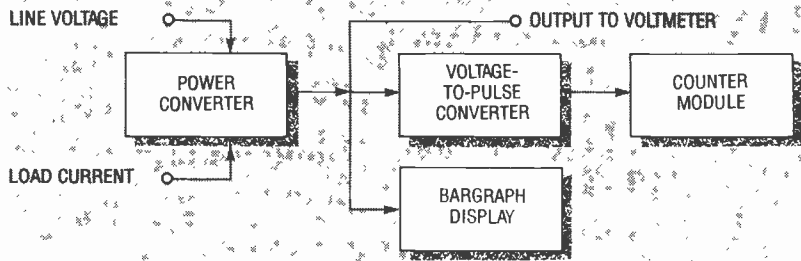 LINE VOLTAGE
OUTPUT TO VOLTMETER
POWER
CONVERTER
VOLTAGE-
TO-PULSE
CONVERTER
COUNTER
MODULE
LOAD CURRENT
BARGRAPH
DISPLAY